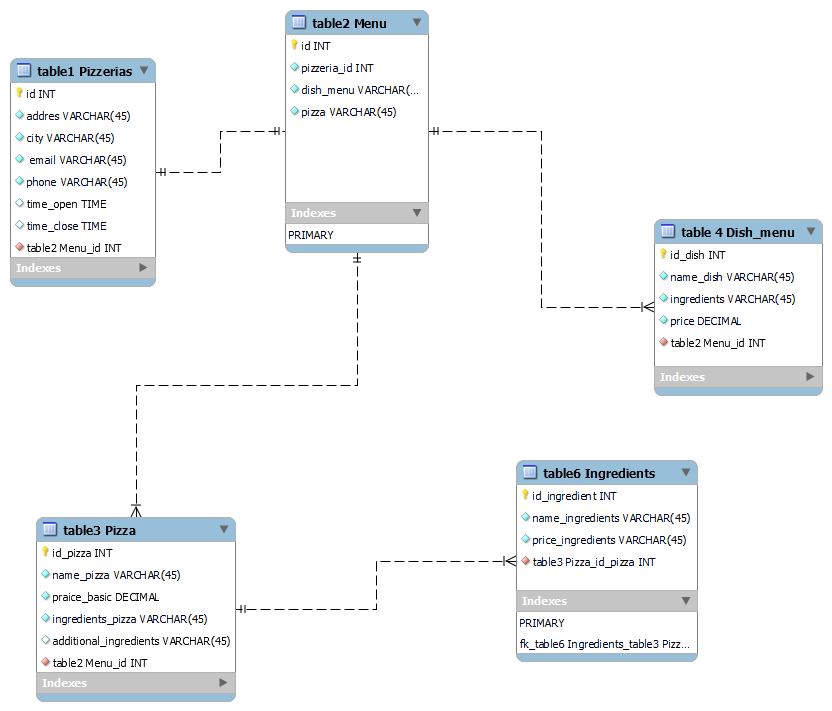 table2 Menu
id INT
pizzeria_id INT
dish_menu VARCHAR(...
pizza VARCHAR(45)
Indexes
PRIMARY
table1 Pizzerias
id INT
addres VARCHAR(45)
city VARCHAR(45)
email VARCHAR(45)
phone VARCHAR(45)
time_open TIME
time_close TIME
table2 Menu_id INT
Indexes
table 4 Dish_menu
id_dish INT
name_dish VARCHAR(45)
ingredients VARCHAR(45)
price DECIMAL
table2 Menu_id INT
Indexes
table6 Ingredients
id_ingredient INT
name_ingredients VARCHAR(45)
price_ingredients VARCHAR(45)
table3 Pizza_id_pizza INT
Indexes
PRIMARY
fk_table6 Ingredients_table3 Pizz...
table3 Pizza
id_pizza INT
name_pizza VARCHAR(45)
praice_basic DECIMAL
ingredients_pizza VARCHAR(45)
additional_ingredients VARCHAR(45)
table2 Menu_id INT
Indexes